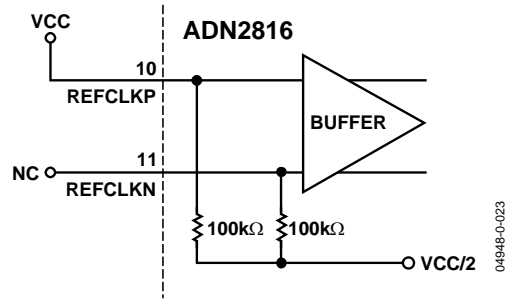 VCC
ADN2816
10
REFCLKP
BUFFER
11
NC
REFCLKN
100kΩ
100kΩ
VCC/2
04948-0-023